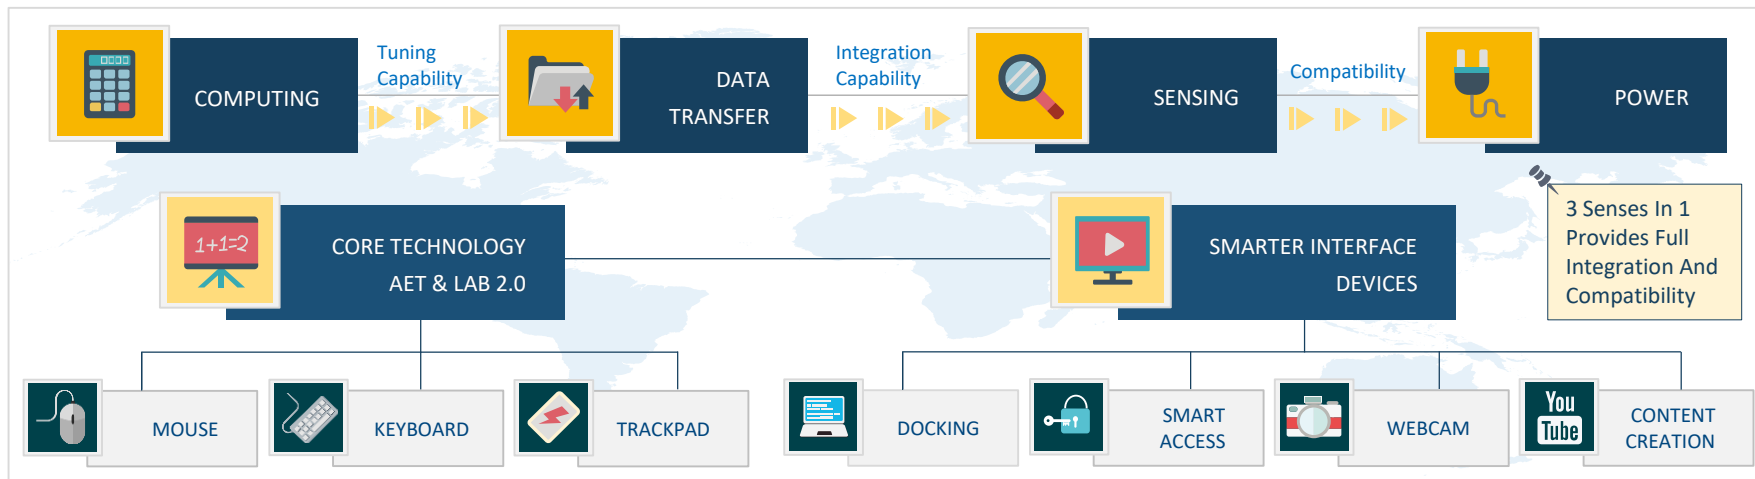 COMPUTING
Tuning
Capability
DATA
TRANSFER
Integration
Capability
SENSING
Compatibility
POWER
1+1=2
CORE TECHNOLOGY
AET & LAB 2.0
SMARTER INTERFACE
DEVICES
3 Senses In 1
Provides Full
Integration And
Compatibility
MOUSE
KEYBOARD
TRACKPAD
DOCKING
SMART
ACCESS
WEBCAM
You
Tube
CONTENT
CREATION